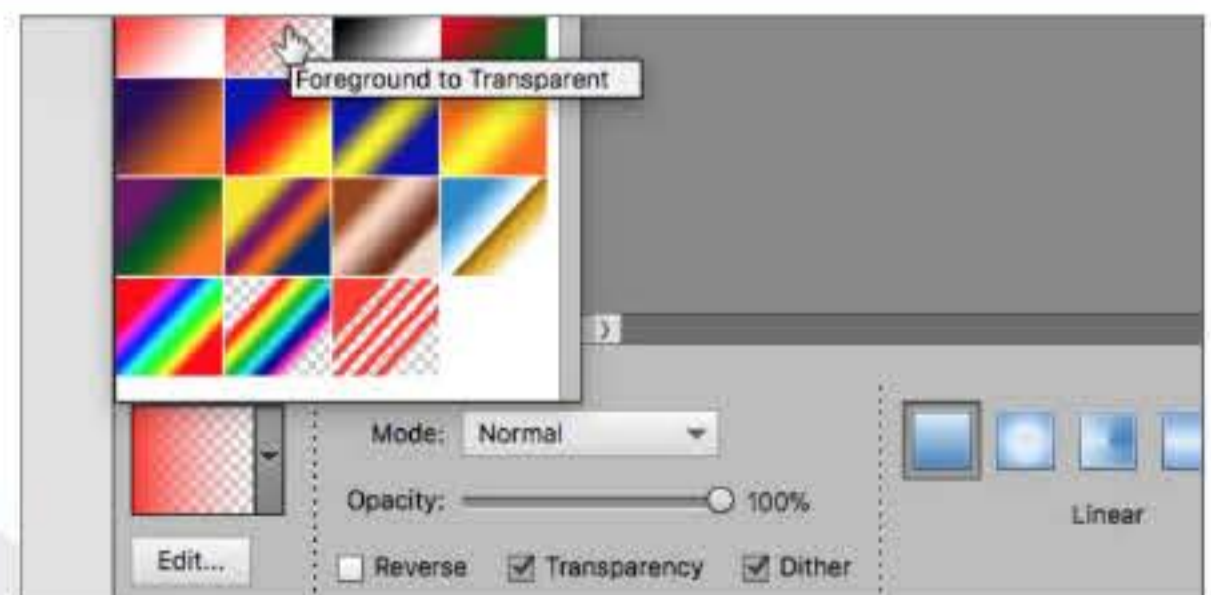 Foreground to Transparent
Mode: Normal
Opacity: 100%
Linear
Edit...
Reverse Transparency Dither